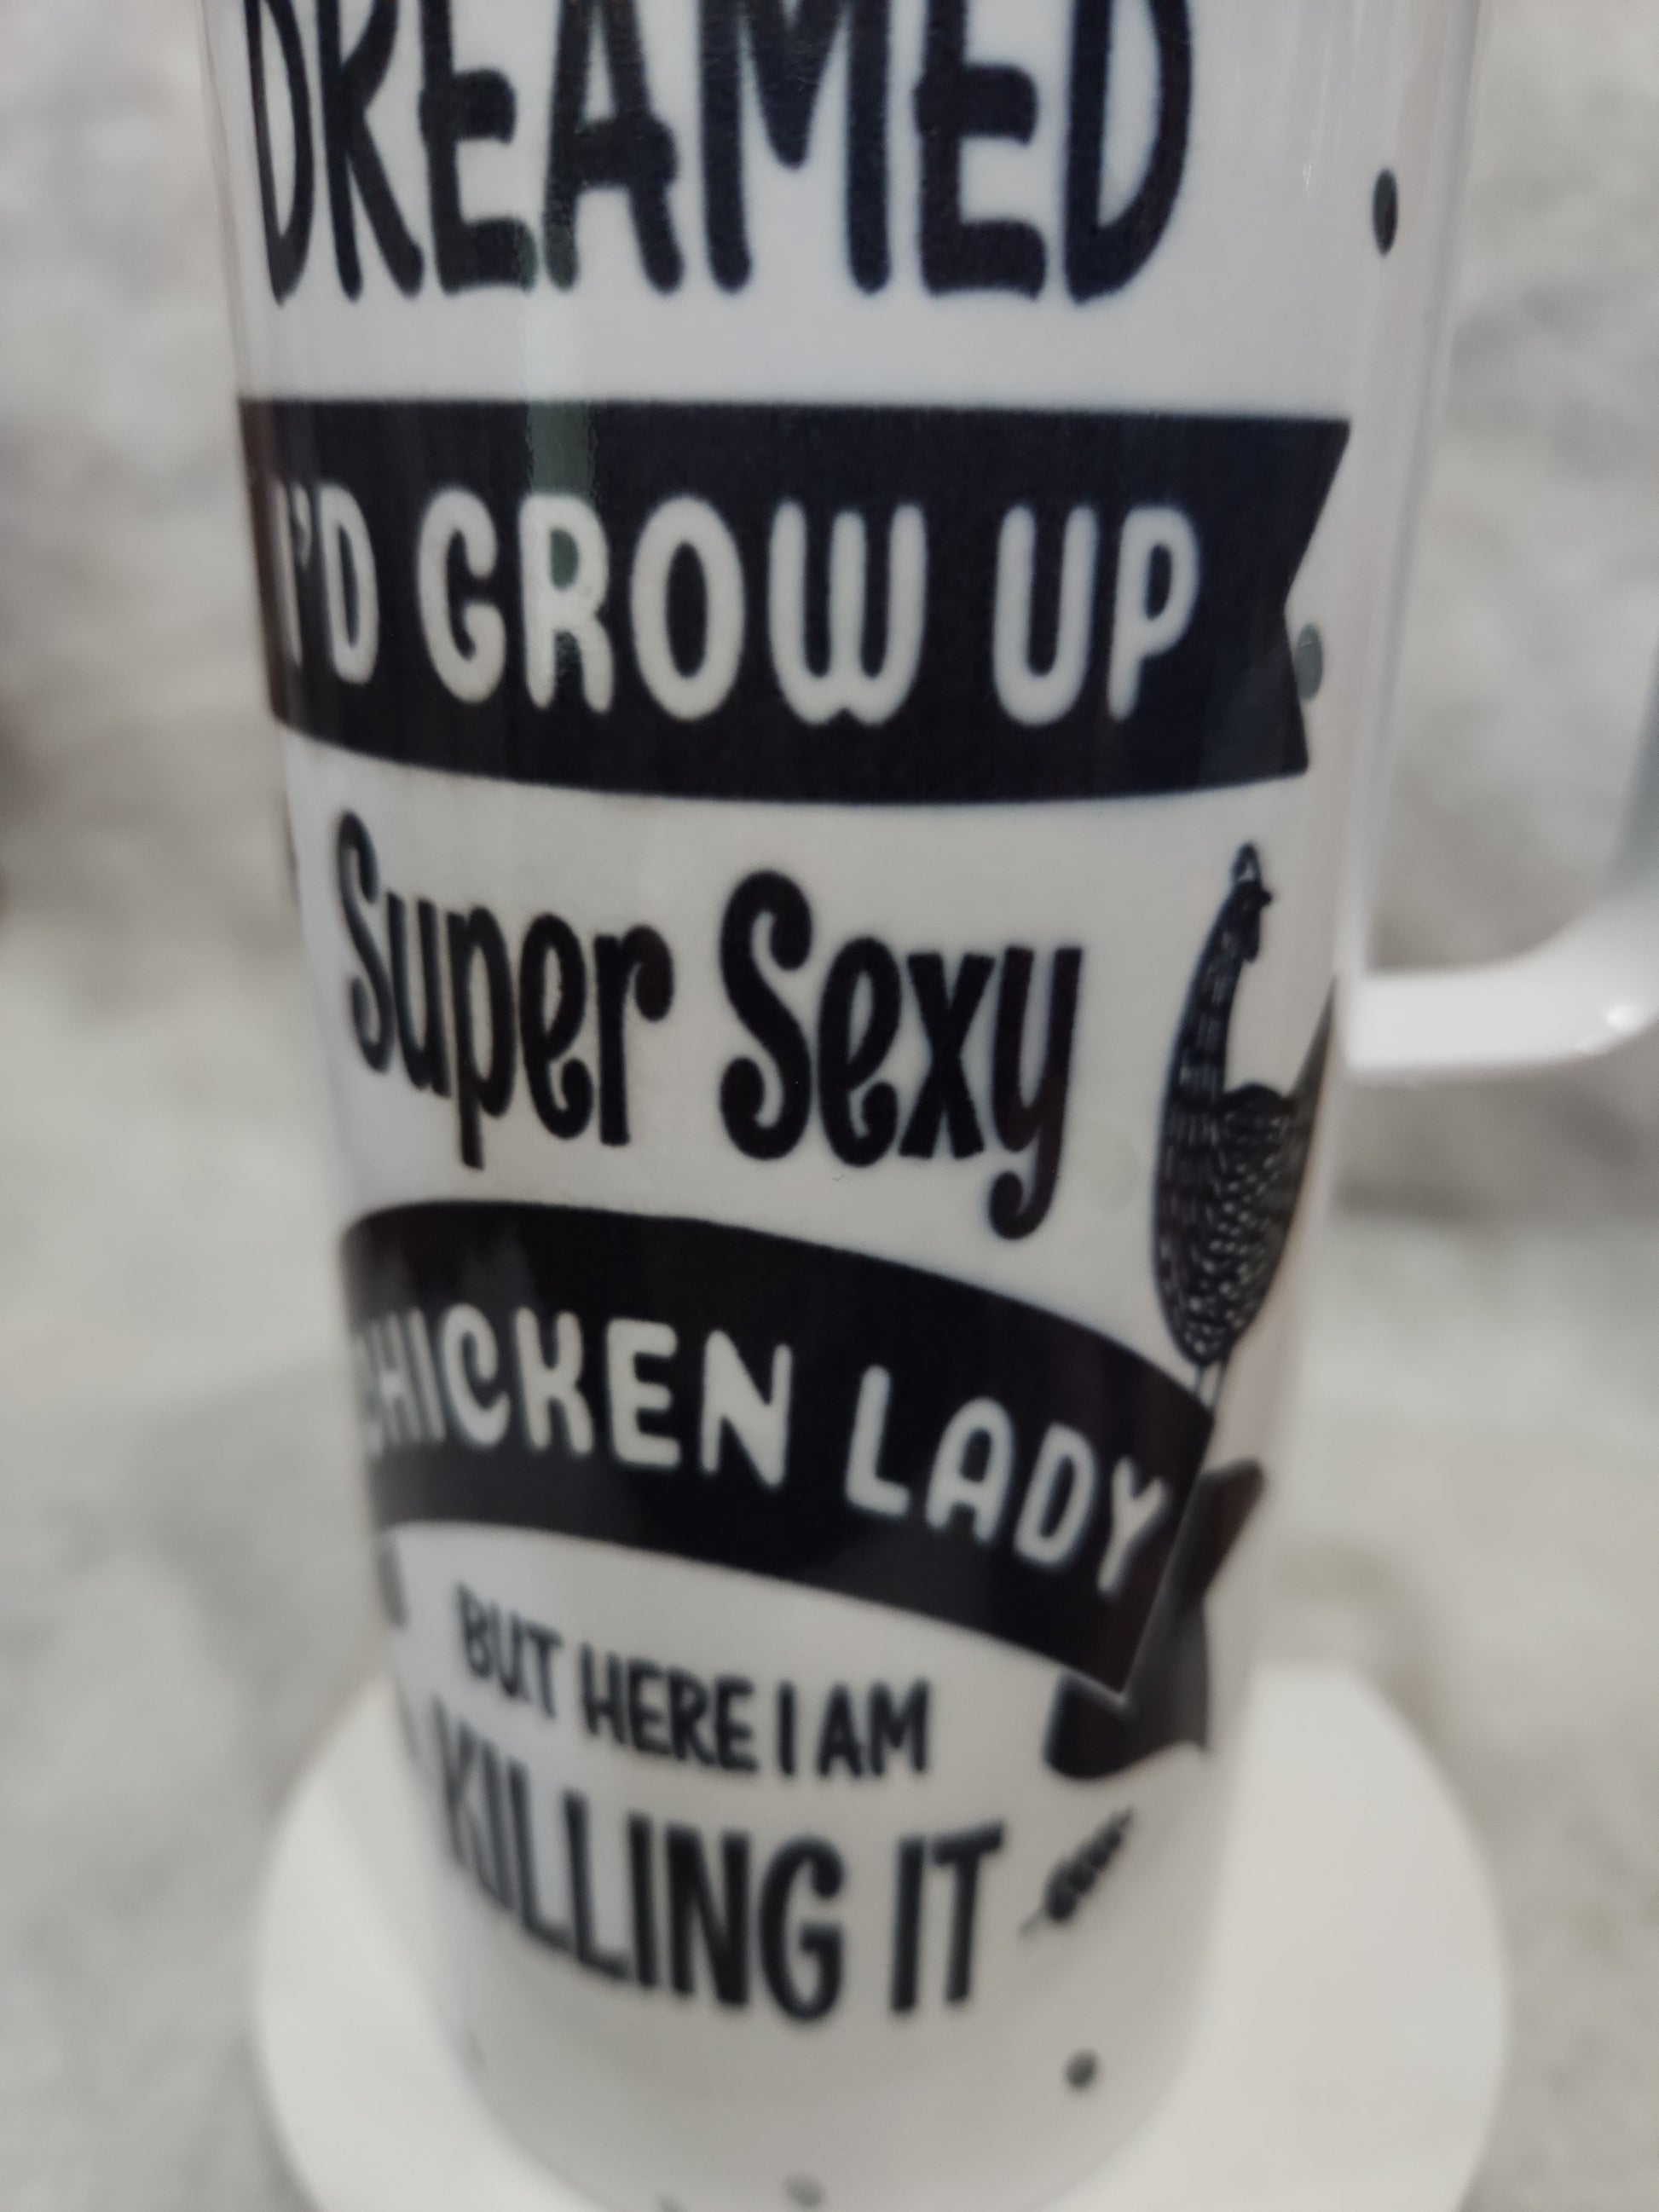 DREAMED
I'D GROW UP
Super Sexy
CHICKEN LADY
BUT HERE I AM
KILLING IT